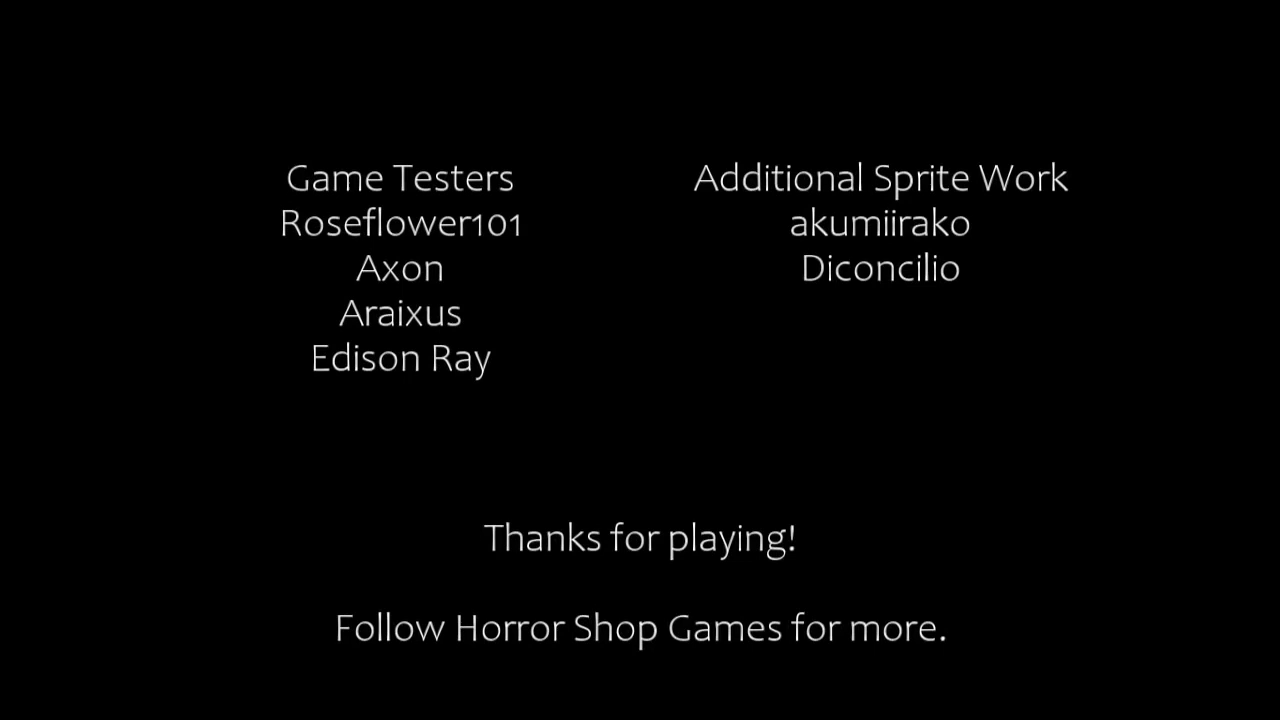 Game Testers
Roseflower101
Axon
Araixus
Edison Ray
Additional Sprite Work
akumiirako
Diconcilio
Thanks for playing!
Follow Horror Shop Games for more.